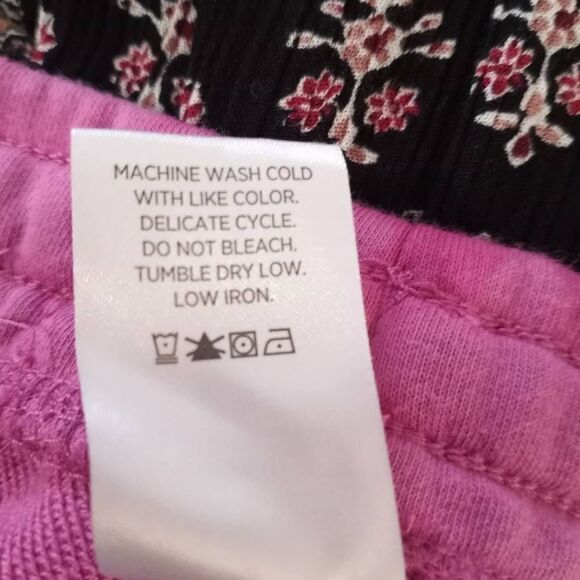 MACHINE WASH COLD
WITH LIKE COLOR.
DELICATE CYCLE.
DO NOT BLEACH.
TUMBLE DRY LOW.
LOW IRON.